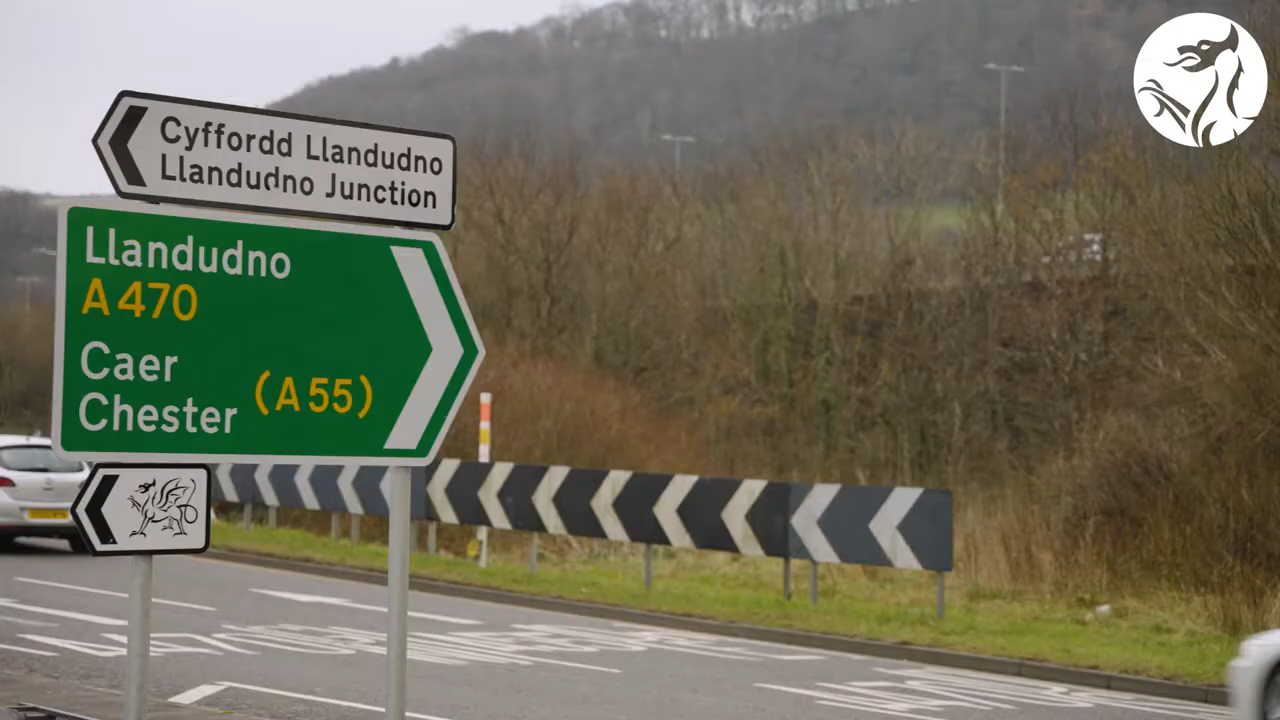 Cyffordd Llandudno
Llandudno Junction
Llandudno
A470
Caer
Chester
(A55)